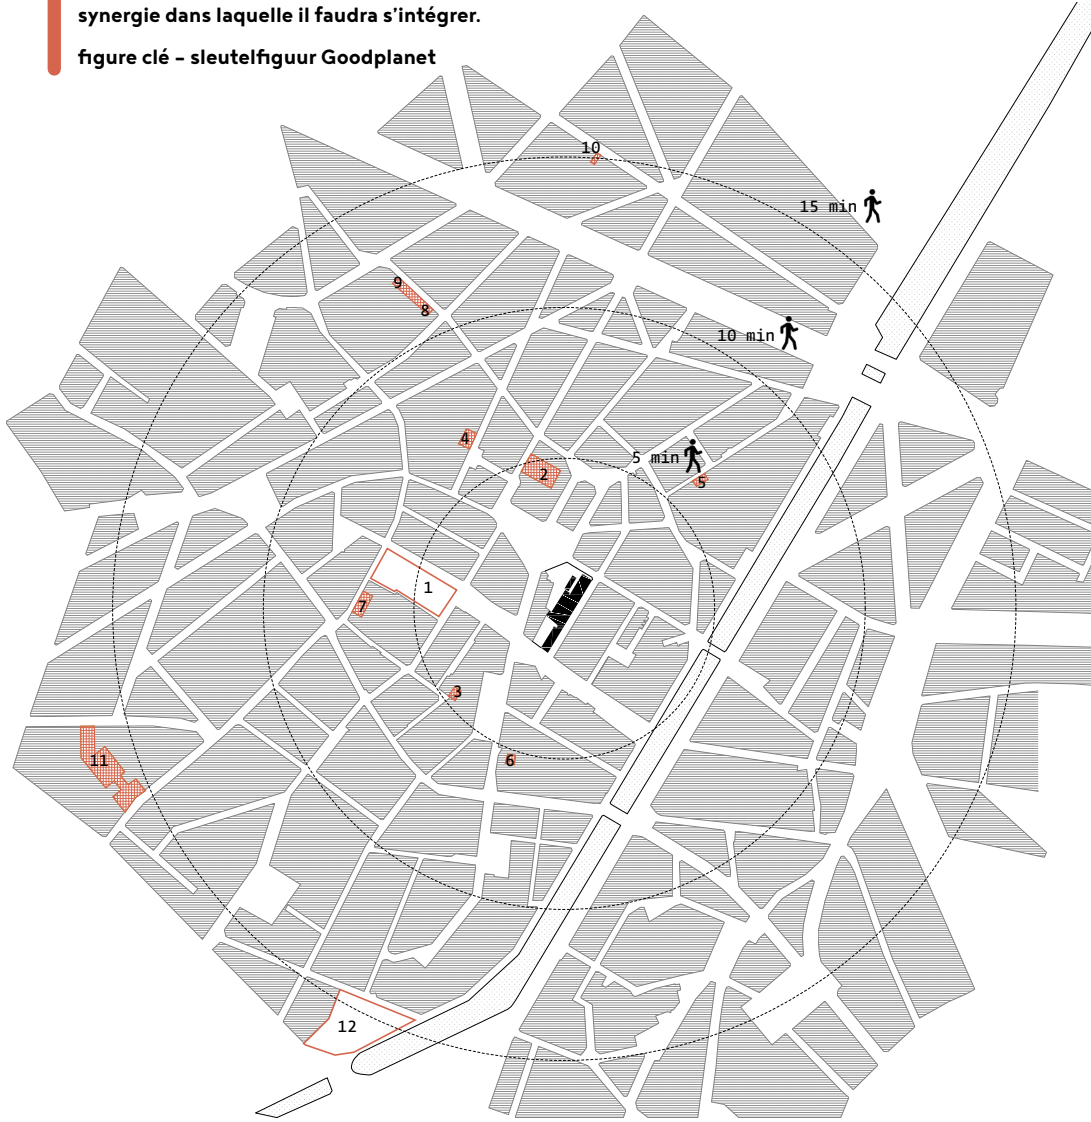 synergie dans laquelle il faudra s’intégrer.
figure clé – sleutelfiguur Goodplanet
10
15 min
9
8
10 min
4
2
5 min
5
1
7
3
6
11
12